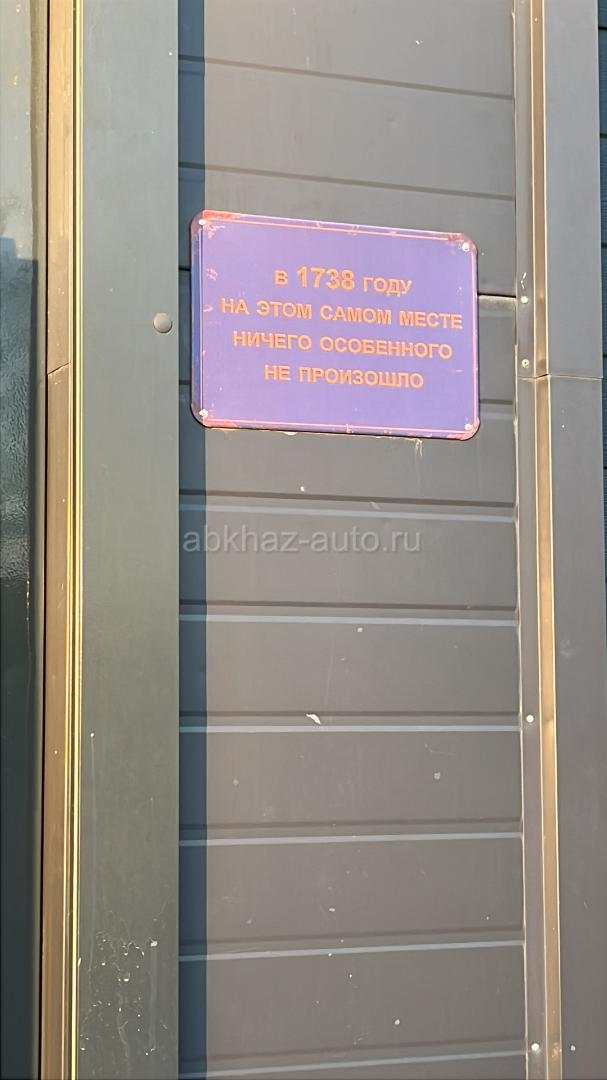 В 1738 ГОДУ
НА ЭТОМ САМОМ МЕСТЕ
НИЧЕГО ОСОБЕННОГО
НЕ ПРОИЗОШЛО
abkhaz-auto.ru